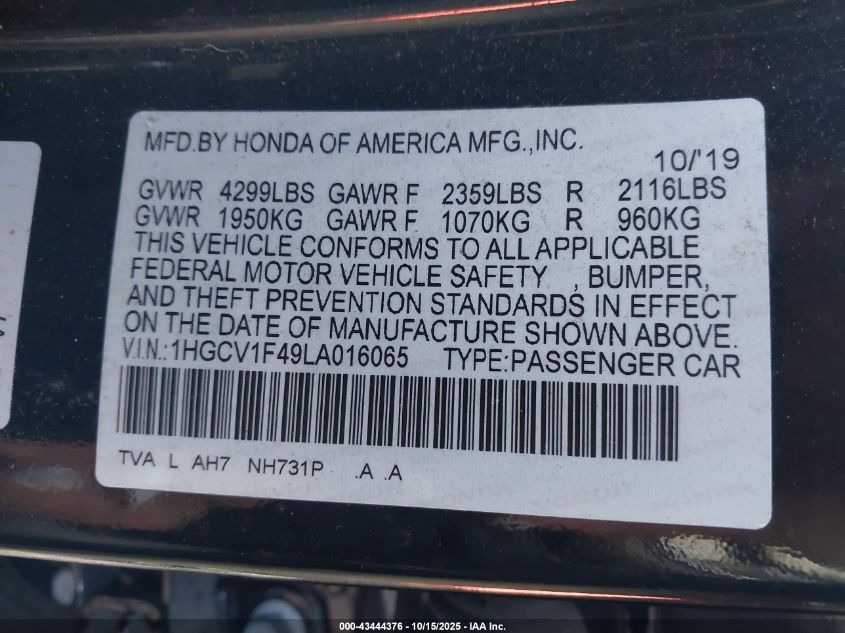 MFD.BY HONDA OF AMERICA MFG.,INC.
10/'19
GVWR 4299LBS GAWR F 2359LBS R 2116LBS
GVWR 1950KG GAWR F 1070KG R 960KG
THIS VEHICLE CONFORMS TO ALL APPLICABLE
FEDERAL MOTOR VEHICLE SAFETY , BUMPER,
AND THEFT PREVENTION STANDARDS IN EFFECT
ON THE DATE OF MANUFACTURE SHOWN ABOVE.
V.I.N.:1HGCV1F49LA016065 TYPE:PASSENGER CAR
TVA L AH7 NH731P .A .A
000-43444376 - 10/15/2025 - IAA Inc.